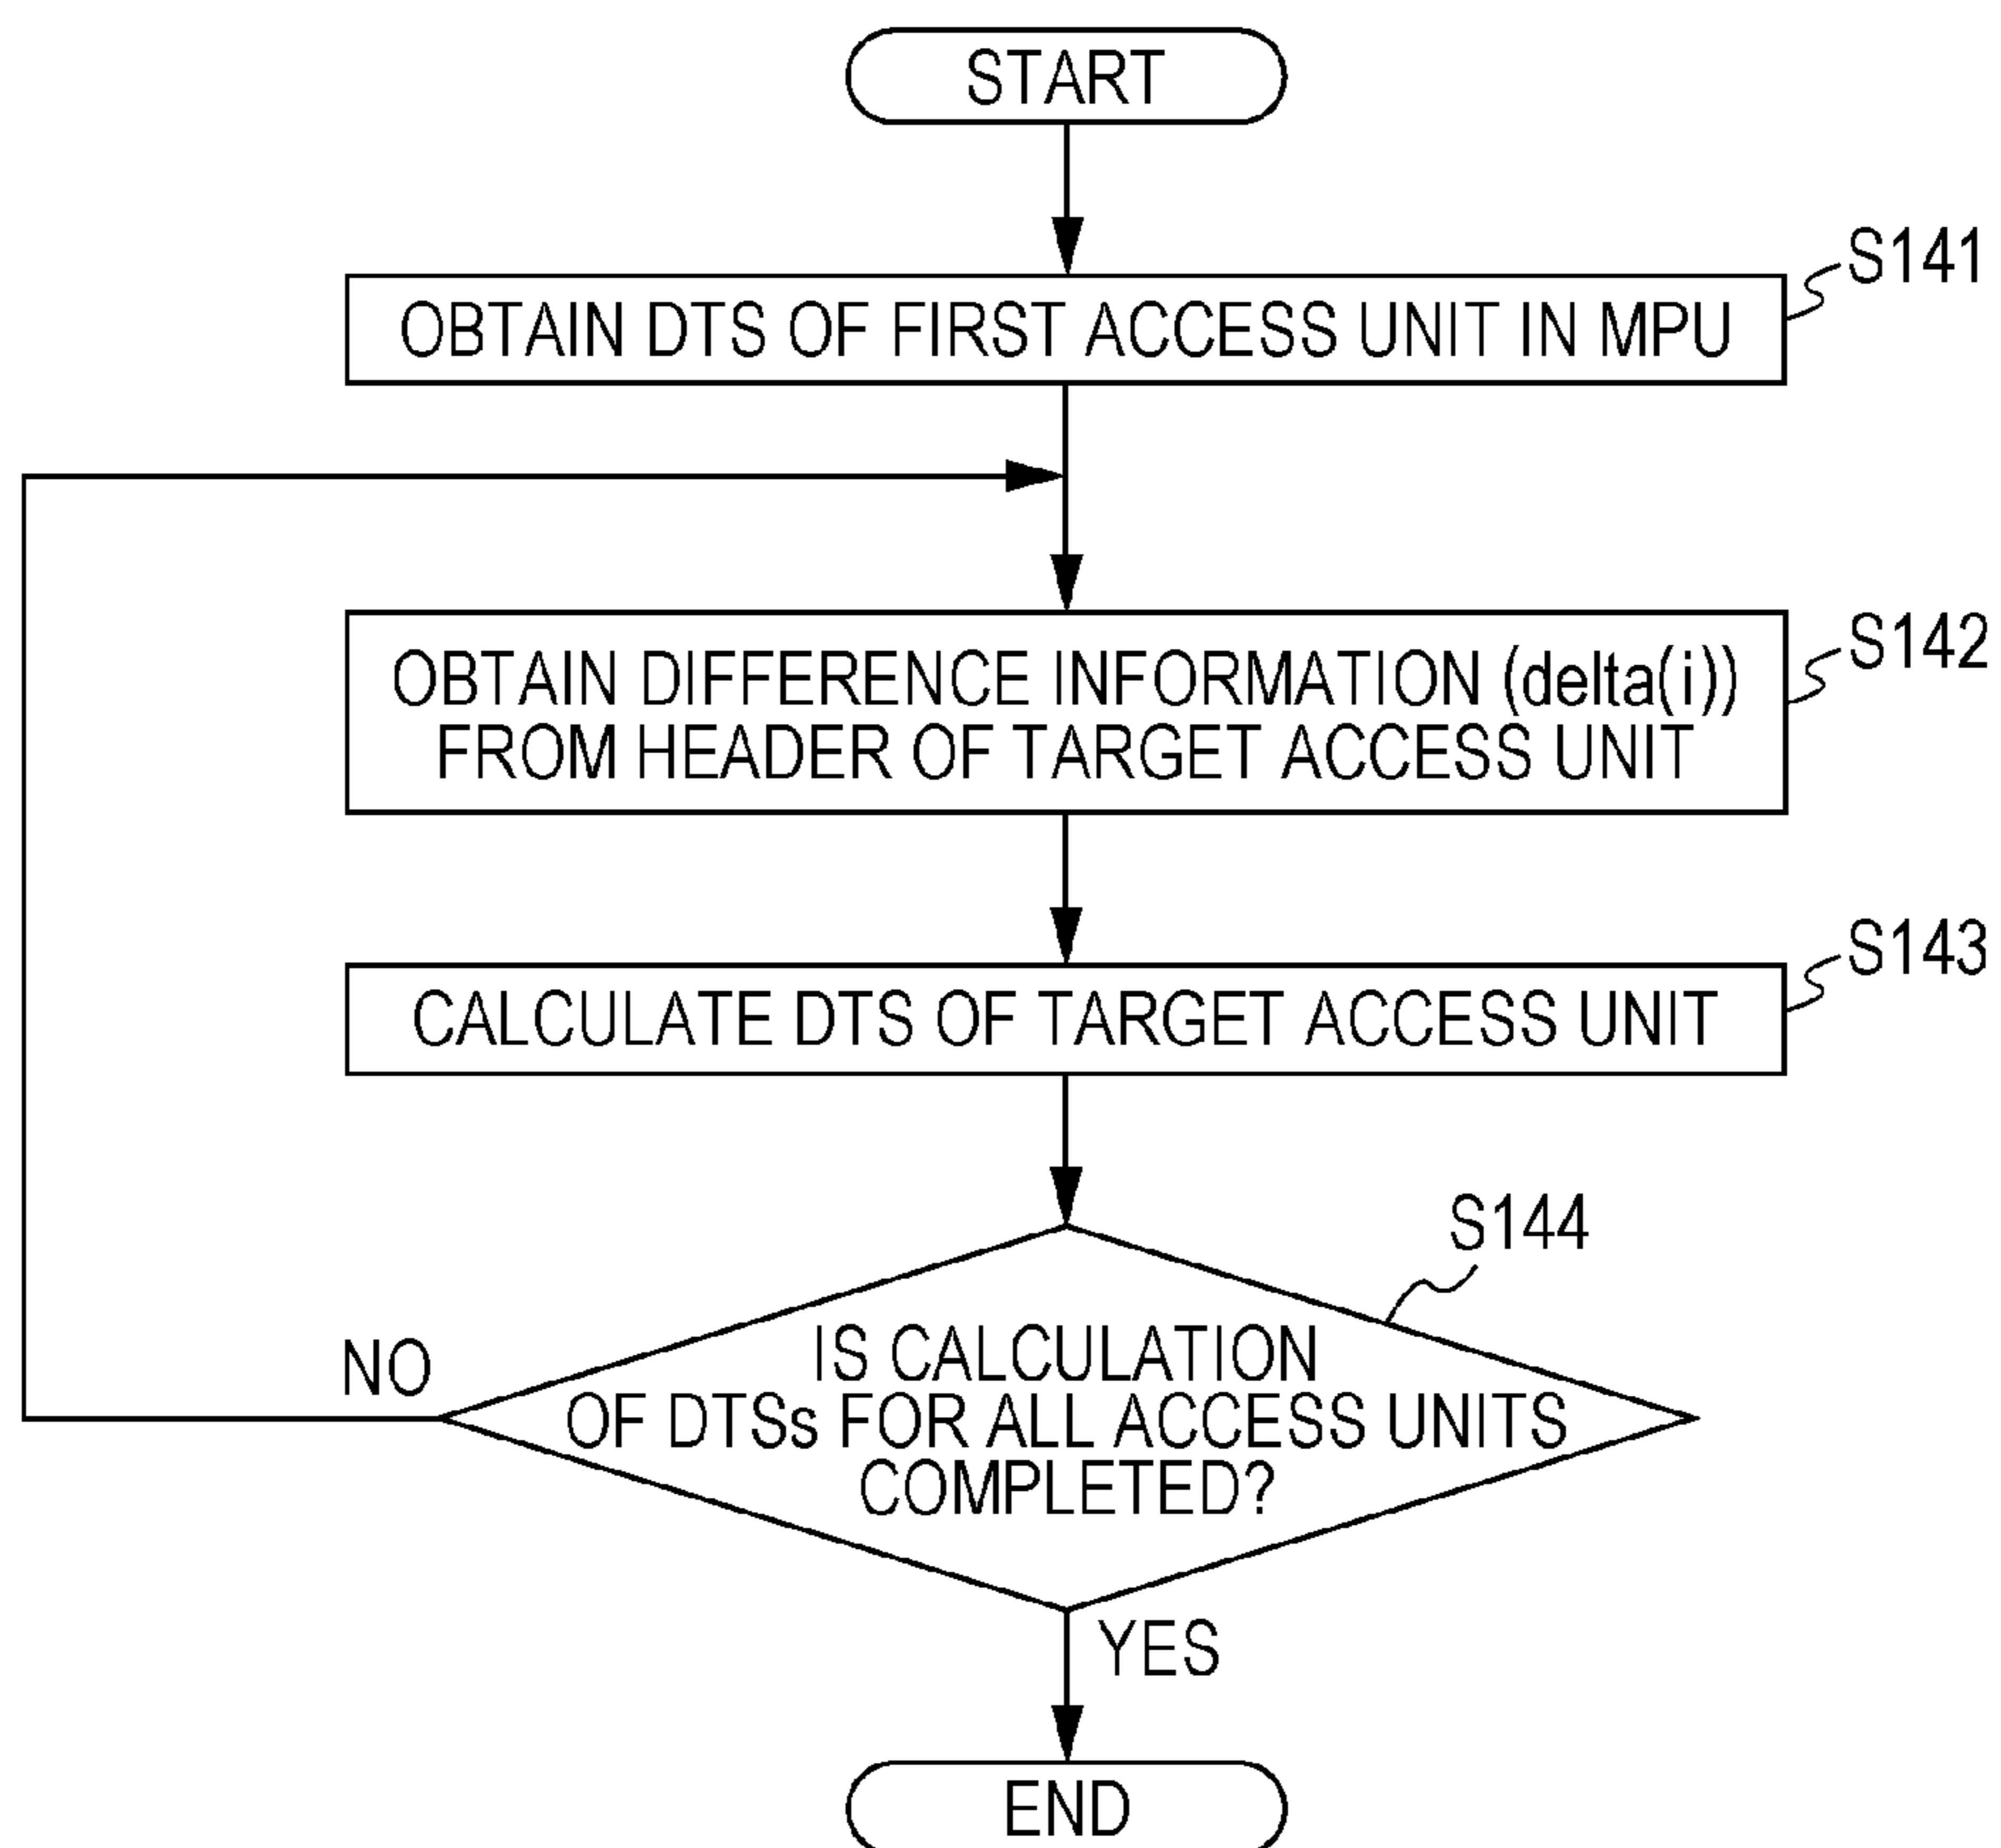 START
S141
OBTAIN DTS OF FIRST ACCESS UNIT IN MPU
S142
OBTAIN DIFFERENCE INFORMATION (delta(i))
FROM HEADER OF TARGET ACCESS UNIT
S143
CALCULATE DTS OF TARGET ACCESS UNIT
S144
IS CALCULATION
OF DTSs FOR ALL ACCESS UNITS
COMPLETED?
NO
YES
END